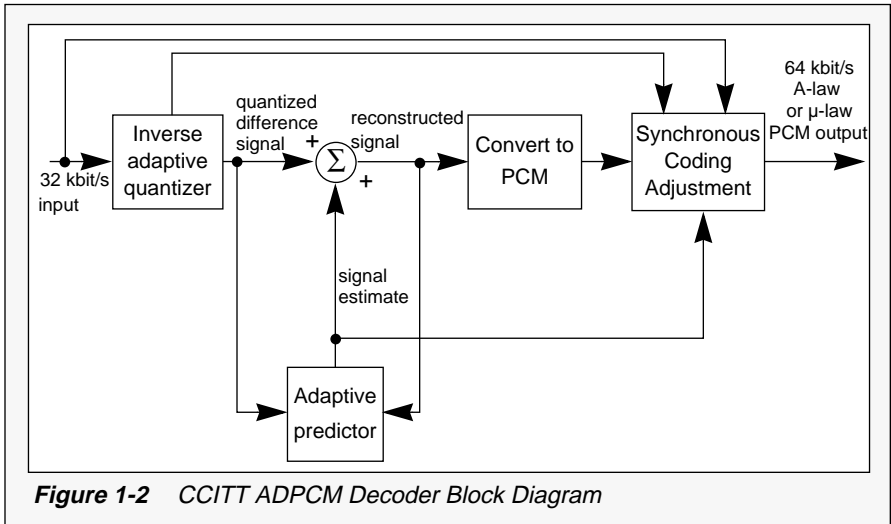 64 kbit/s
A-law
or μ-law
PCM output
quantized
difference
signal
reconstructed
signal
Inverse
adaptive
quantizer
+
Σ
+
Convert to
PCM
Synchronous
Coding
Adjustment
32 kbit/s
input
signal
estimate
Adaptive
predictor
Figure 1-2 CCITT ADPCM Decoder Block Diagram